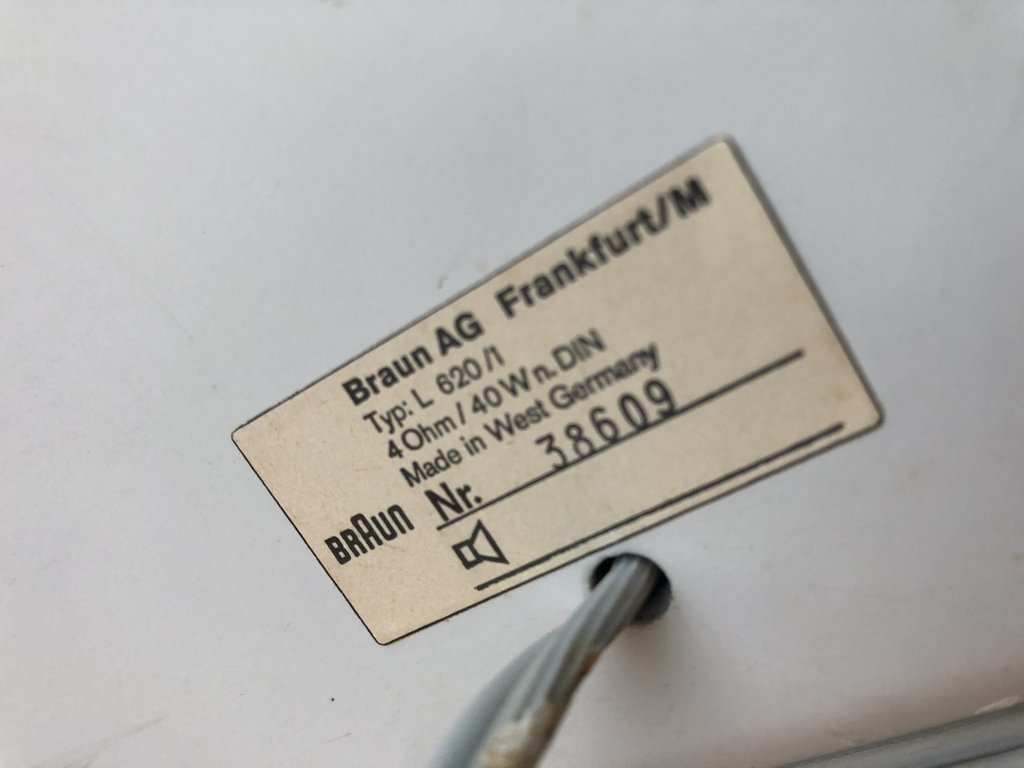 Braun AG Frankfurt/M
Typ: L 620/1
4 Ohm / 40 W n. DIN
Made in West Germany
Nr. 38609
BRAUN